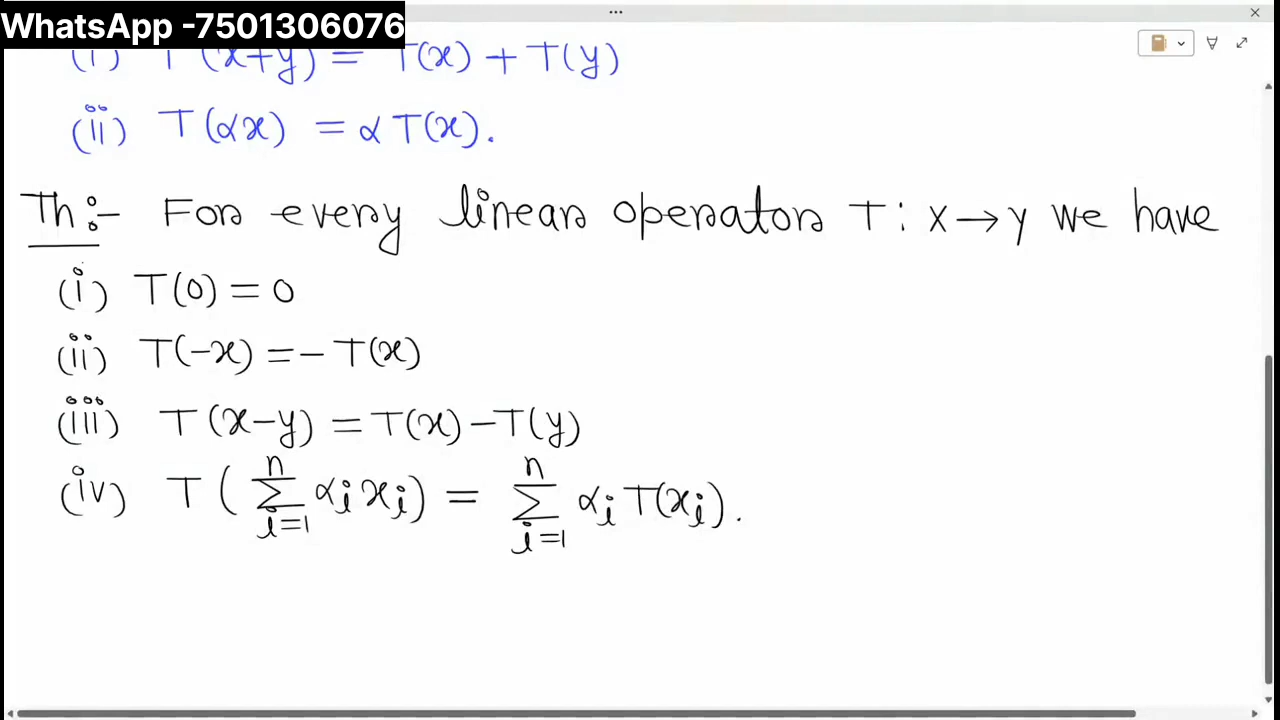 WhatsApp -7501306076
(i) T(x+y) = T(x) + T(y)
(ii) T(αx) = α T(x).
Th:- For every linear operator T: X→Y we have
(i) T(0) = 0
(ii) T(-x) = - T(x)
(iii) T(x-y) = T(x) - T(y)
(iv) T( ∑_{i=1}^{n} α_i x_i) = ∑_{i=1}^{n} α_i T(x_i).